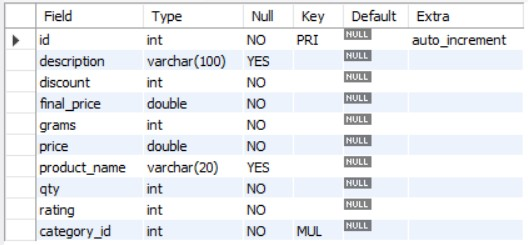 Field Type Null Key Default Extra
id int NO PRI NULL auto_increment
description varchar(100) YES NULL
discount int NO NULL
final_price double NO NULL
grams int NO NULL
price double NO NULL
product_name varchar(20) YES NULL
qty int NO NULL
rating int NO NULL
category_id int NO MUL NULL